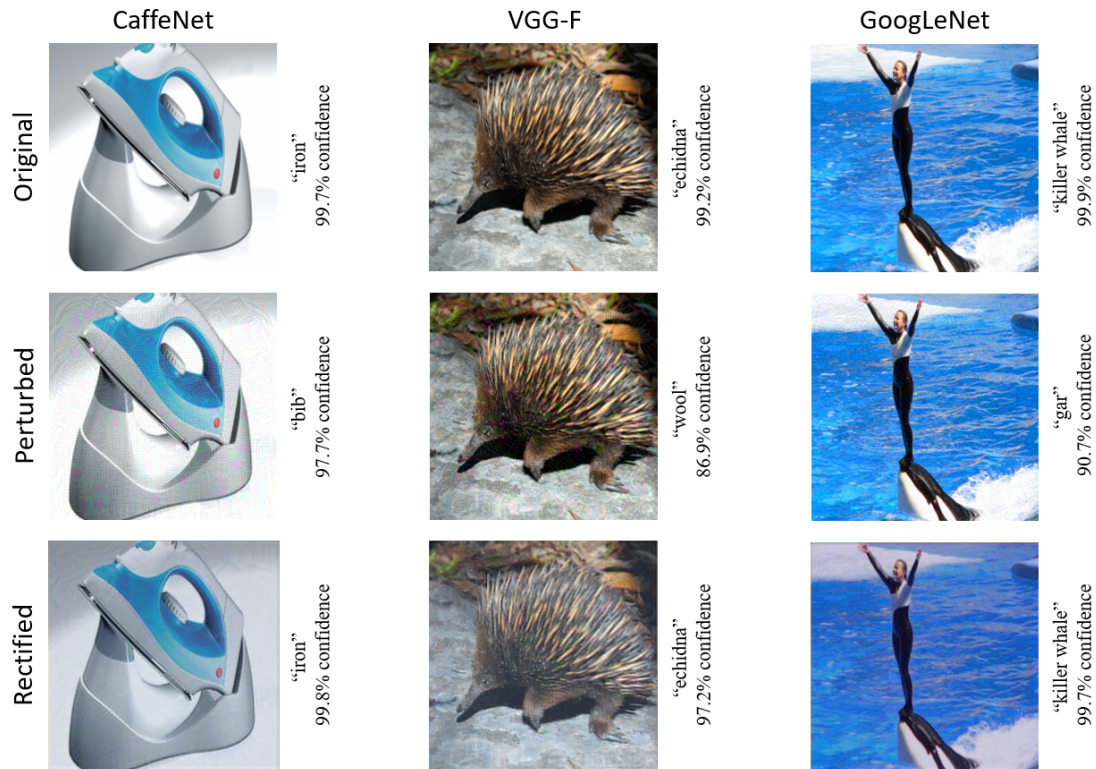 CaffeNet
VGG-F
GoogLeNet
Original
“iron”
99.7% confidence
“echidna”
99.2% confidence
“killer whale”
99.9% confidence
Perturbed
“bib”
97.7% confidence
“wool”
86.9% confidence
“gar”
90.7% confidence
Rectified
“iron”
99.8% confidence
“echidna”
97.2% confidence
“killer whale”
99.7% confidence